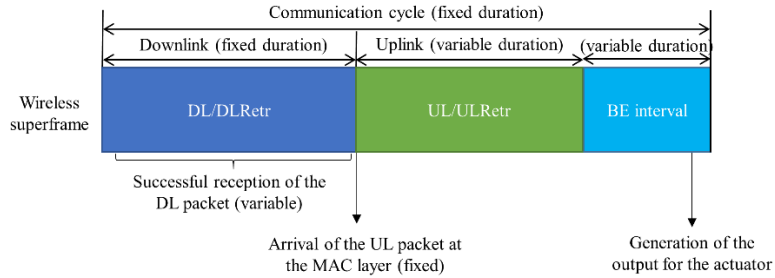 Communication cycle (fixed duration)
Downlink (fixed duration)
Uplink (variable duration)
(variable duration)
Wireless
superframe
DL/DLRetr
UL/ULRetr
BE interval
Successful reception of the
DL packet (variable)
Arrival of the UL packet at
the MAC layer (fixed)
Generation of the
output for the actuator